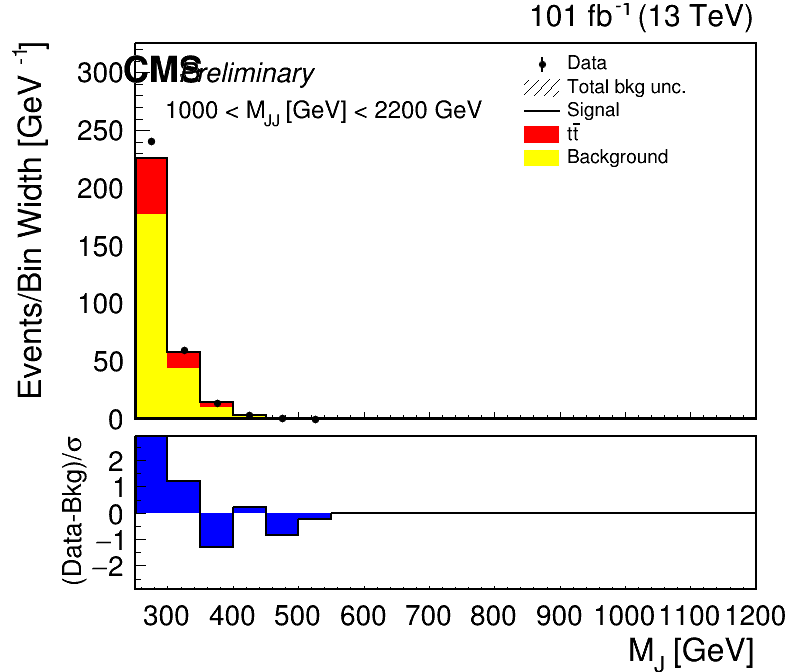 101 fb⁻¹ (13 TeV)
CMS Preliminary
1000 < M_JJ [GeV] < 2200 GeV
Data
Total bkg unc.
Signal
tt̄
Background
Events/Bin Width [GeV⁻¹]
300
250
200
150
100
50
0
(Data-Bkg)/σ
2
1
0
−1
−2
300 400 500 600 700 800 900 1000 1100 1200
M_J [GeV]